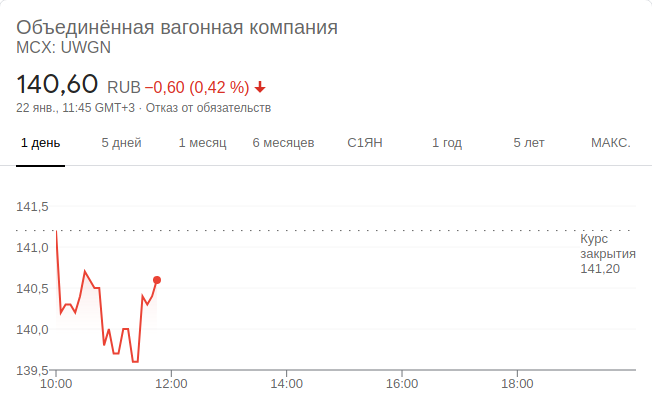 Объединённая вагонная компания
MCX: UWGN
140,60 RUB −0,60 (0,42 %)
22 янв., 11:45 GMT+3 · Отказ от обязательств
1 день 5 дней 1 месяц 6 месяцев С1ЯН 1 год 5 лет МАКС.
141,5
Курс
закрытия
141,20
141,0
140,5
140,0
139,5
10:00 12:00 14:00 16:00 18:00